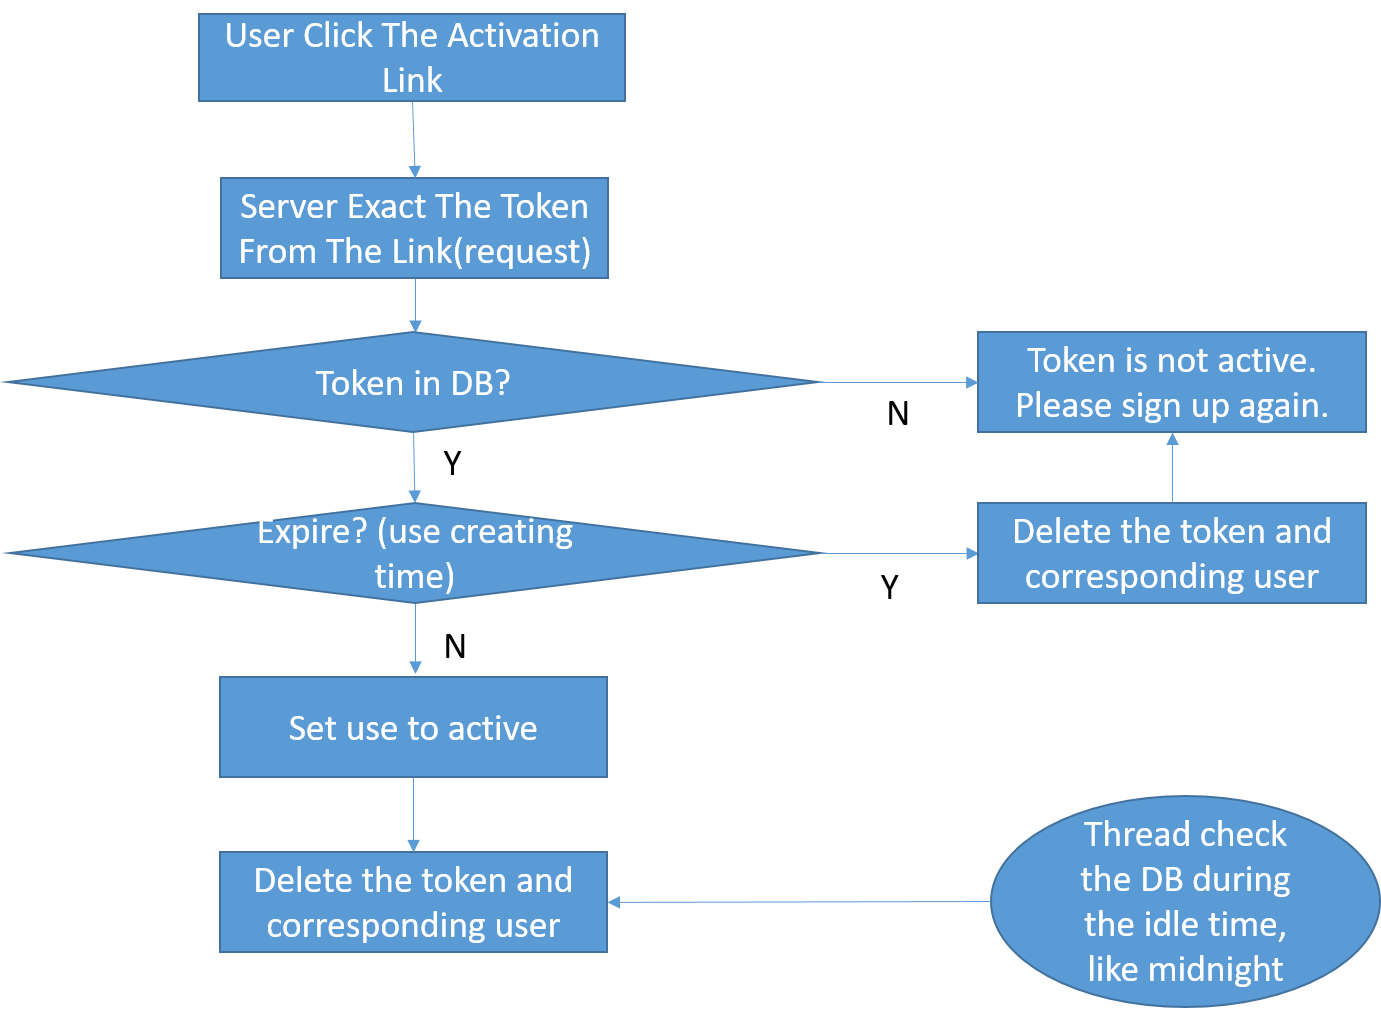 User Click The Activation
Link
Server Exact The Token
From The Link(request)
Token in DB?
N
Token is not active.
Please sign up again.
Y
Expire? (use creating
time)
Y
Delete the token and
corresponding user
N
Set use to active
Delete the token and
corresponding user
Thread check
the DB during
the idle time,
like midnight